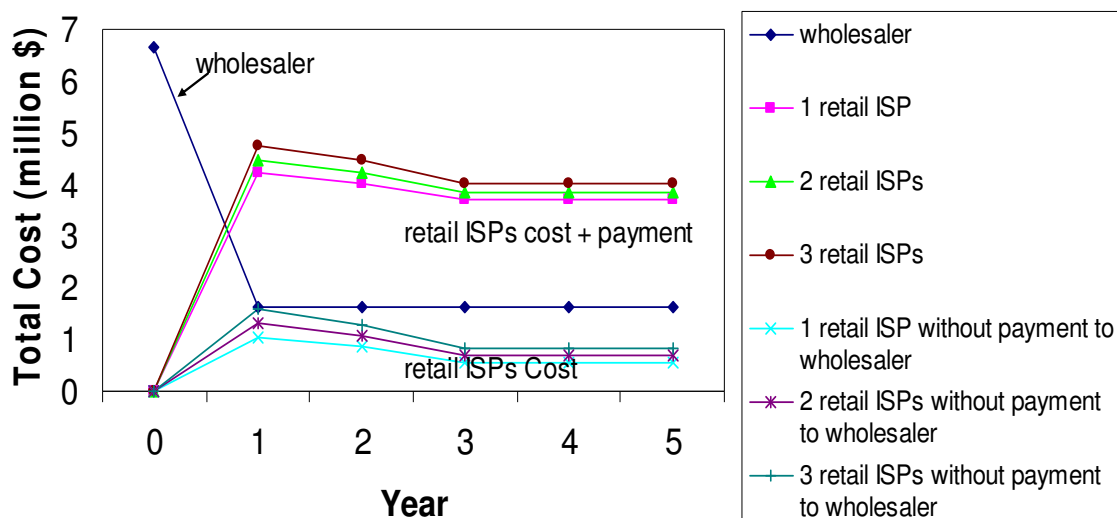 Total Cost (million $)
7
6
5
4
3
2
1
0
wholesaler
retail ISPs cost + payment
retail ISPs Cost
0 1 2 3 4 5
Year
wholesaler
1 retail ISP
2 retail ISPs
3 retail ISPs
1 retail ISP without payment to
wholesaler
2 retail ISPs without payment
to wholesaler
3 retail ISPs without payment
to wholesaler